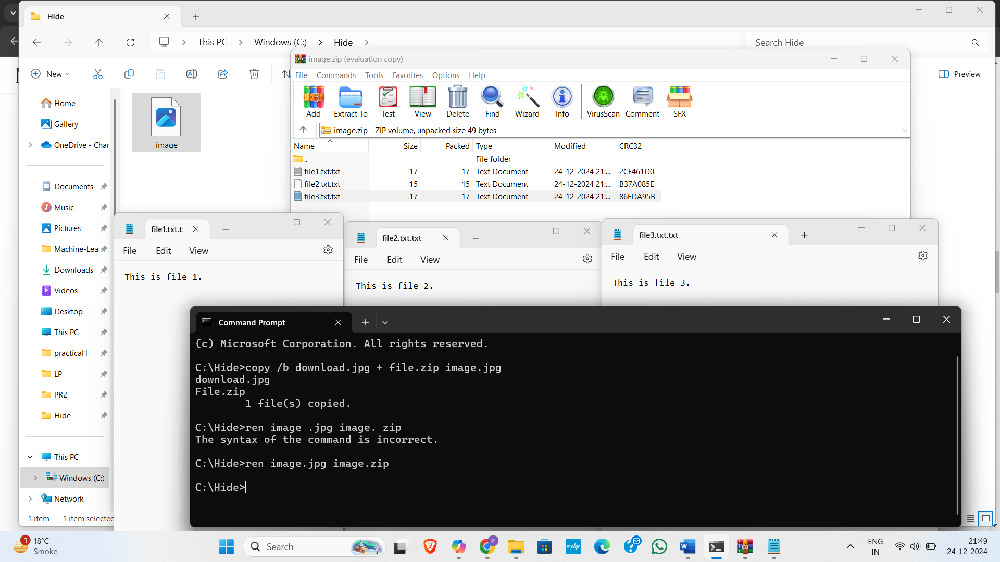 Hide
This PC
Windows (C:)
Hide
Search Hide
New
Preview
Home
Gallery
OneDrive - Char
Documents
Music
Pictures
Machine-Lea
Downloads
Videos
Desktop
This PC
practical1
LP
PR2
Hide
This PC
Windows (C:)
Network
1 item
1 item selected
image
image.zip (evaluation copy)
File Commands Tools Favorites Options Help
Add Extract To Test View Delete Find Wizard Info VirusScan Comment SFX
image.zip - ZIP volume, unpacked size 49 bytes
Name Size Packed Type Modified CRC32
.. File folder
file1.txt.txt 17 17 Text Document 24-12-2024 21:... 2CF461D0
file2.txt.txt 15 15 Text Document 24-12-2024 21:... B37A085E
file3.txt.txt 17 17 Text Document 24-12-2024 21:... 86FDA95B
file1.txt.t
File Edit View
This is file 1.
file2.txt.txt
File Edit View
This is file 2.
file3.txt.txt
File Edit View
This is file 3.
Command Prompt
(c) Microsoft Corporation. All rights reserved.
C:\Hide>copy /b download.jpg + file.zip image.jpg
download.jpg
File.zip
1 file(s) copied.
C:\Hide>ren image .jpg image. zip
The syntax of the command is incorrect.
C:\Hide>ren image.jpg image.zip
C:\Hide>
1
18°C
Smoke
Search
P
myhp
W
ENG
IN
21:49
24-12-2024